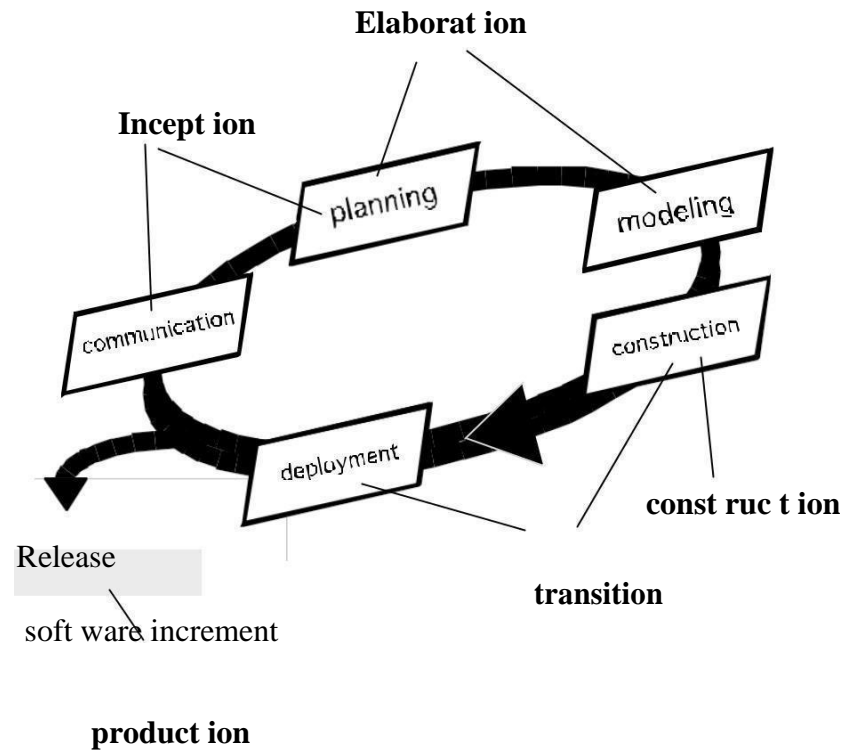 Elaborat ion
Incept ion
planning
modeling
communication
construction
deployment
const ruc t ion
Release
transition
soft ware increment
product ion